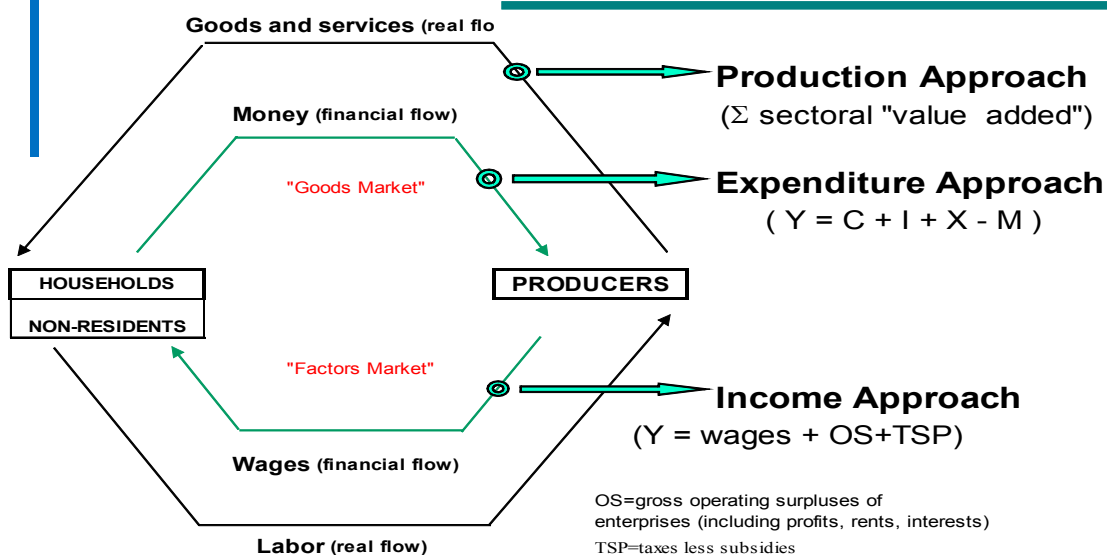 Goods and services (real flo
Production Approach
(Σ sectoral "value added")
Money (financial flow)
"Goods Market"
Expenditure Approach
( Y = C + I + X - M )
HOUSEHOLDS
NON-RESIDENTS
PRODUCERS
"Factors Market"
Income Approach
(Y = wages + OS+TSP)
Wages (financial flow)
OS=gross operating surpluses of
enterprises (including profits, rents, interests)
TSP=taxes less subsidies
Labor (real flow)